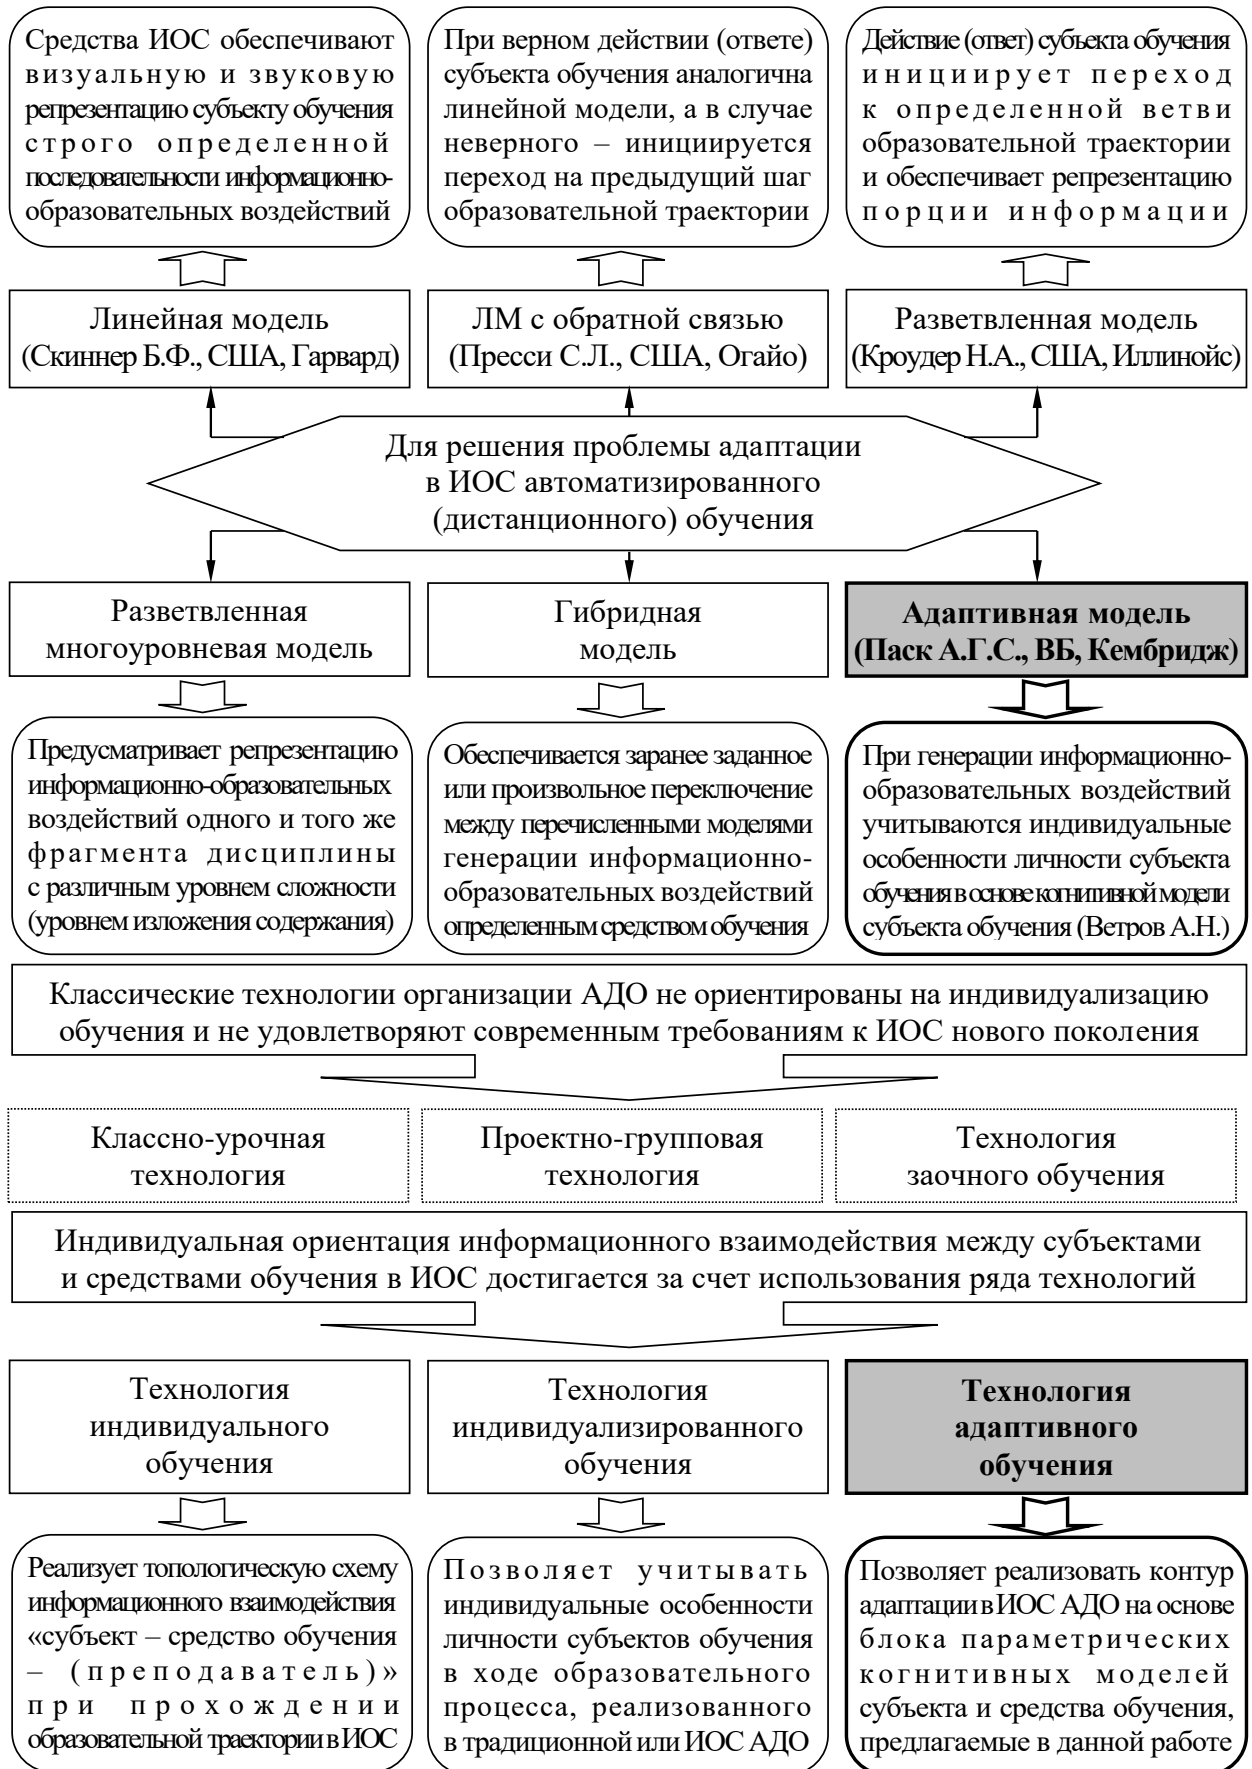 Средства ИОС обеспечивают
визуальную и звуковую
репрезентацию субъекту обучения
строго определенной
последовательности информационно-
образовательных воздействий
При верном действии (ответе)
субъекта обучения аналогична
линейной модели, а в случае
неверного – инициируется
переход на предыдущий шаг
образовательной траектории
Действие (ответ) субъекта обучения
инициирует переход
к определенной ветви
образовательной траектории
и обеспечивает репрезентацию
порции информации
Линейная модель
(Скиннер Б.Ф., США, Гарвард)
ЛМ с обратной связью
(Пресси С.Л., США, Огайо)
Разветвленная модель
(Кроудер Н.А., США, Иллинойс)
Для решения проблемы адаптации
в ИОС автоматизированного
(дистанционного) обучения
Разветвленная
многоуровневая модель
Гибридная
модель
Адаптивная модель
(Паск А.Г.С., ВБ, Кембридж)
Предусматривает репрезентацию
информационно-образовательных
воздействий одного и того же
фрагмента дисциплины
с различным уровнем сложности
(уровнем изложения содержания)
Обеспечивается заранее заданное
или произвольное переключение
между перечисленными моделями
генерации информационно-
образовательных воздействий
определенным средством обучения
При генерации информационно-
образовательных воздействий
учитываются индивидуальные
особенности личности субъекта
обучения в основе когнитивной модели
субъекта обучения (Ветров А.Н.)
Классические технологии организации АДО не ориентированы на индивидуализацию
обучения и не удовлетворяют современным требованиям к ИОС нового поколения
Классно-урочная
технология
Проектно-групповая
технология
Технология
заочного обучения
Индивидуальная ориентация информационного взаимодействия между субъектами
и средствами обучения в ИОС достигается за счет использования ряда технологий
Технология
индивидуального
обучения
Технология
индивидуализированного
обучения
Технология
адаптивного
обучения
Реализует топологическую схему
информационного взаимодействия
«субъект – средство обучения
– (преподаватель)»
при прохождении
образовательной траектории в ИОС
Позволяет учитывать
индивидуальные особенности
личности субъектов обучения
в ходе образовательного
процесса, реализованного
в традиционной или ИОС АДО
Позволяет реализовать контур
адаптации в ИОС АДО на основе
блока параметрических
когнитивных моделей
субъекта и средства обучения,
предлагаемые в данной работе